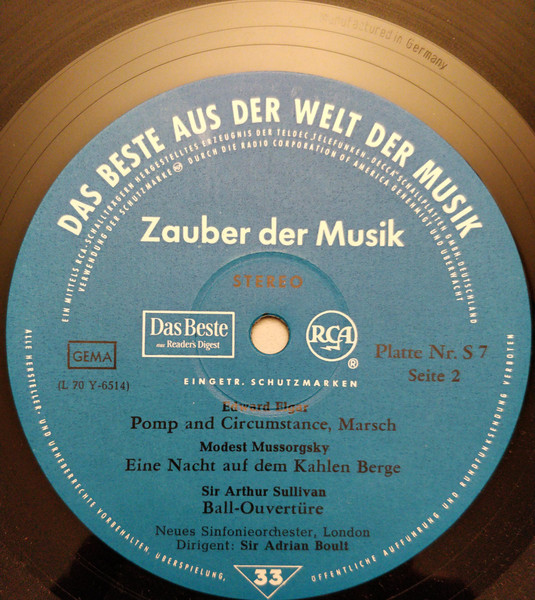 manufactured in Germany
DAS BESTE AUS DER WELT DER MUSIK
EIN MITTELS RCA-SCHALLTRÄGERN HERGESTELLTES ERZEUGNIS DER TELDEC „TELEFUNKEN-DECCA" SCHALLPLATTEN GMBH. DEUTSCHLAND
VERWENDUNG DER SCHUTZMARKE RCA DURCH DIE RADIO CORPORATION OF AMERICA GENEHMIGT UND ÜBERWACHT
Zauber der Musik
STEREO
GEMA
Das Beste
aus Reader's Digest
RCA
®
Platte Nr. S 7
Seite 2
(L 70 Y-6514)
EINGETR. SCHUTZMARKEN
Edward Elgar
Pomp and Circumstance, Marsch
Modest Mussorgsky
Eine Nacht auf dem Kahlen Berge
Sir Arthur Sullivan
Ball-Ouvertüre
Neues Sinfonieorchester, London
Dirigent: Sir Adrian Boult
ALLE HERSTELLER- UND URHEBERRECHTE VORBEHALTEN. ÜBERSPIELUNG,
33
ÖFFENTLICHE AUFFÜHRUNG UND RUNDFUNKSENDUNG VERBOTEN